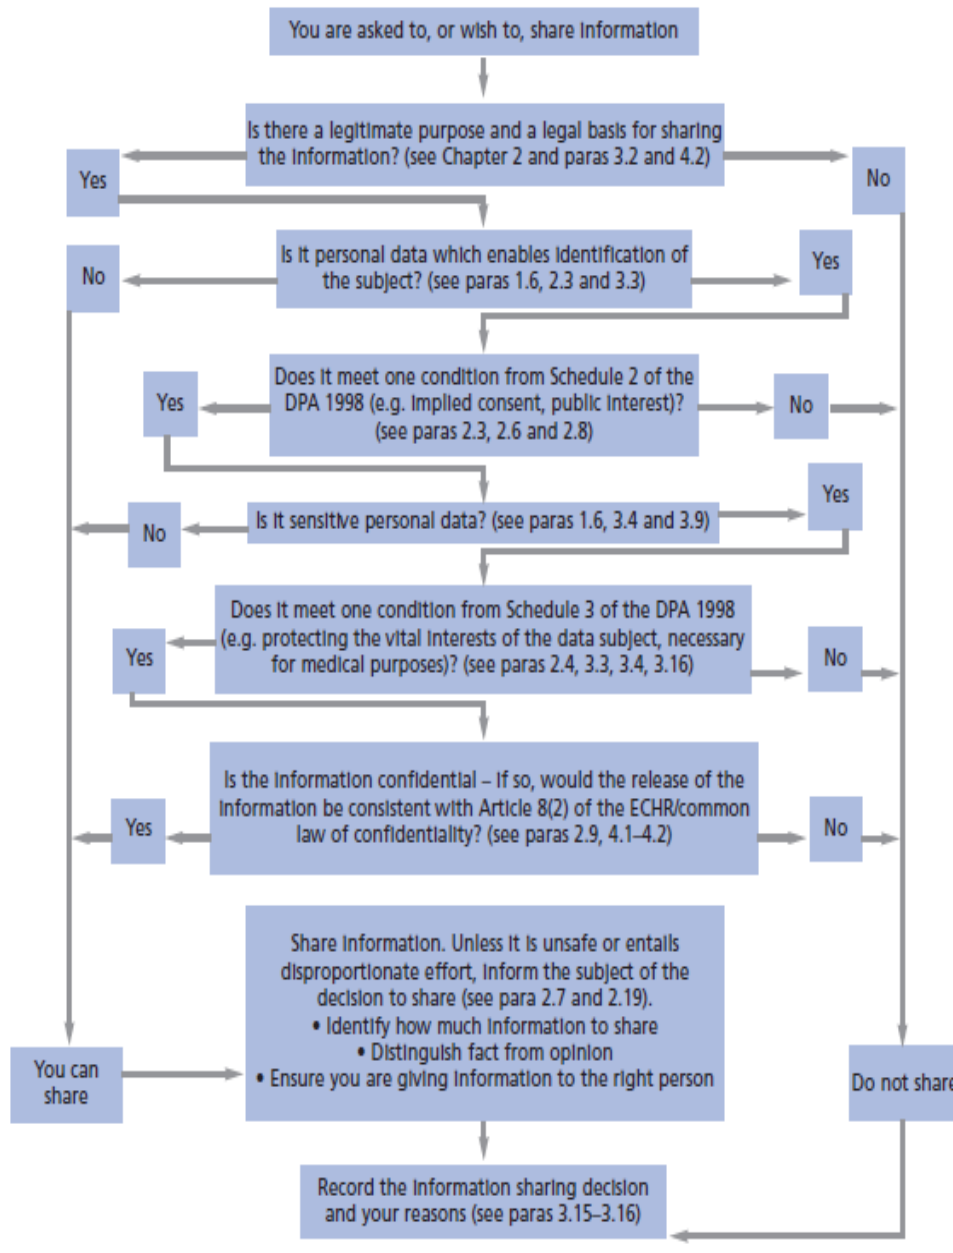 You are asked to, or wish to, share information
Is there a legitimate purpose and a legal basis for sharing
the information? (see Chapter 2 and paras 3.2 and 4.2)
Yes
No
Is it personal data which enables identification of
the subject? (see paras 1.6, 2.3 and 3.3)
No
Yes
Does it meet one condition from Schedule 2 of the
DPA 1998 (e.g. implied consent, public interest)?
(see paras 2.3, 2.6 and 2.8)
Yes
No
Is it sensitive personal data? (see paras 1.6, 3.4 and 3.9)
No
Yes
Does it meet one condition from Schedule 3 of the DPA 1998
(e.g. protecting the vital interests of the data subject, necessary
for medical purposes)? (see paras 2.4, 3.3, 3.4, 3.16)
Yes
No
Is the information confidential – if so, would the release of the
information be consistent with Article 8(2) of the ECHR/common
law of confidentiality? (see paras 2.9, 4.1–4.2)
Yes
No
Share information. Unless it is unsafe or entails
disproportionate effort, inform the subject of the
decision to share (see para 2.7 and 2.19).
• Identify how much information to share
• Distinguish fact from opinion
• Ensure you are giving information to the right person
You can
share
Do not share
Record the information sharing decision
and your reasons (see paras 3.15–3.16)